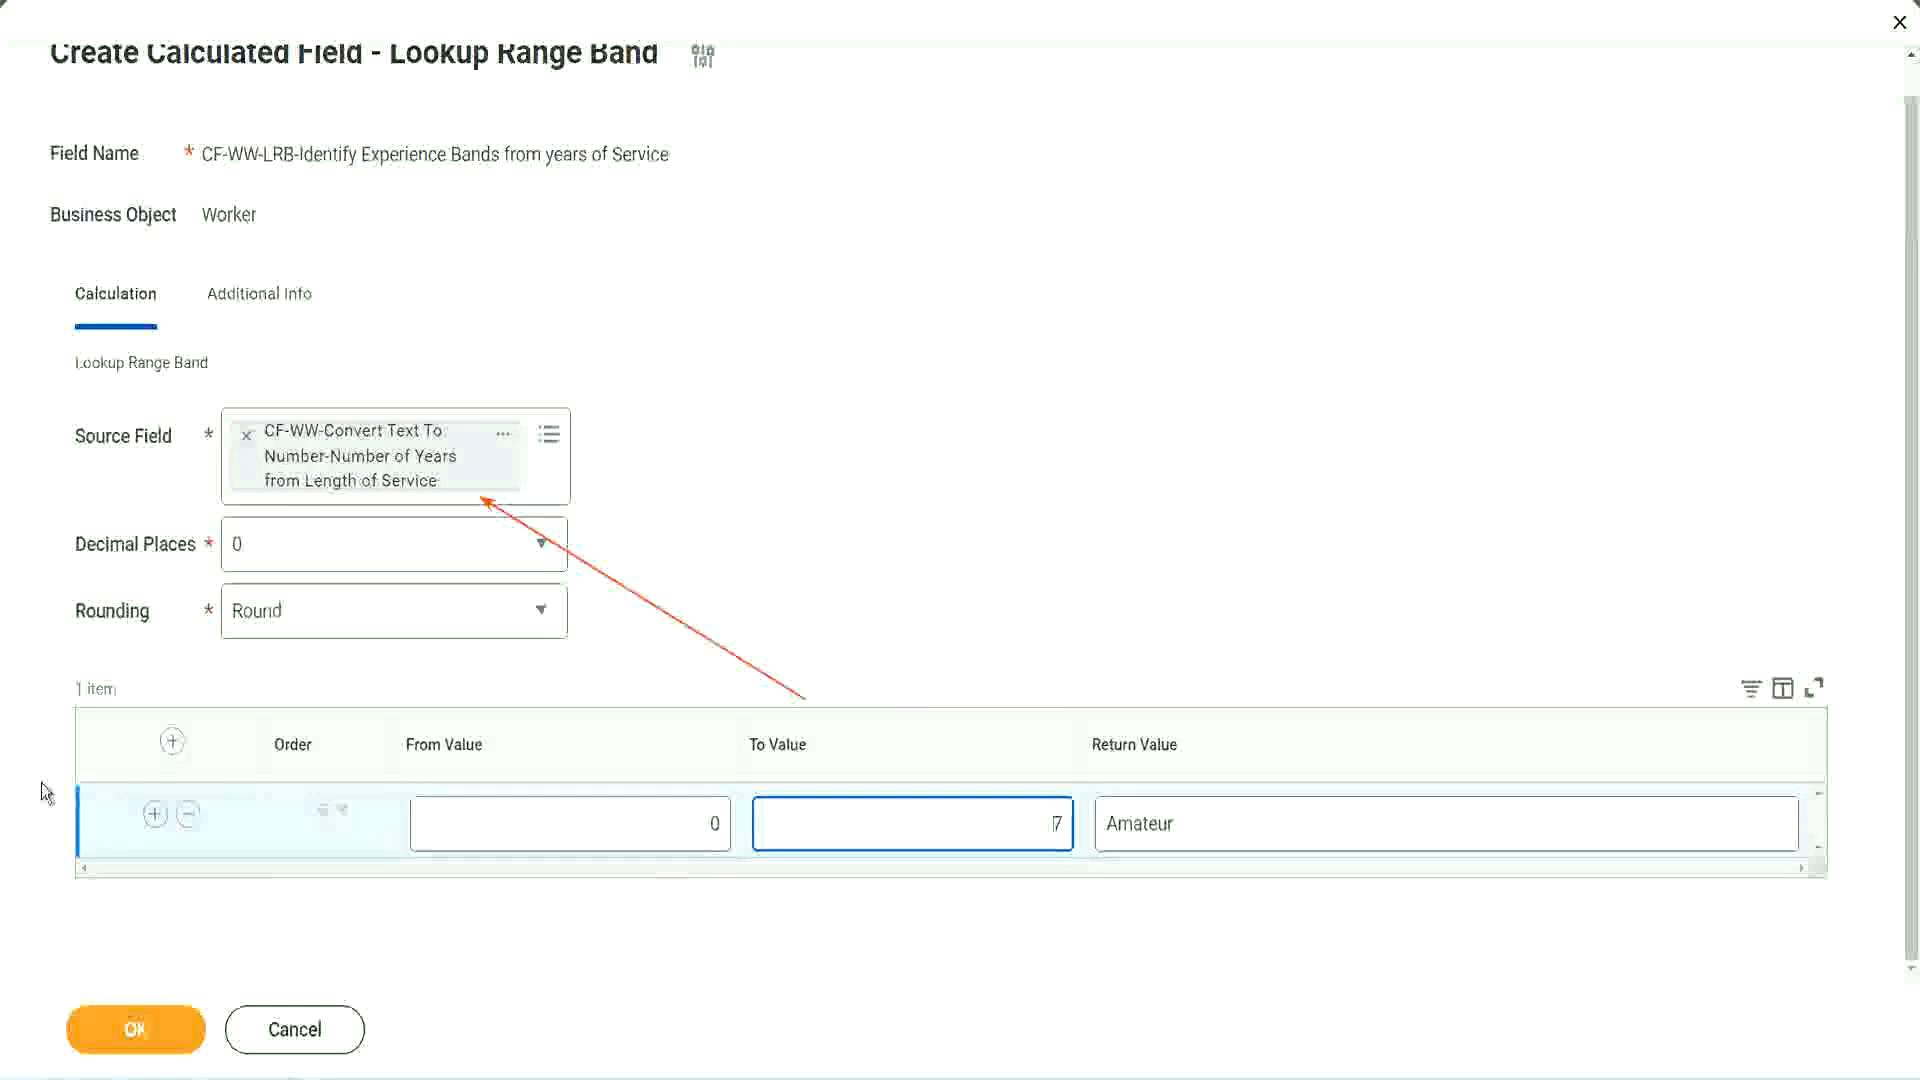 Create Calculated Field - Lookup Range Band
Field Name * CF-WW-LRB-Identify Experience Bands from years of Service
Business Object Worker
Calculation Additional Info
Lookup Range Band
Source Field * CF-WW-Convert Text To
Number-Number of Years
from Length of Service
Decimal Places * 0
Rounding * Round
1 item
Order From Value To Value Return Value
0 7 Amateur
OK Cancel